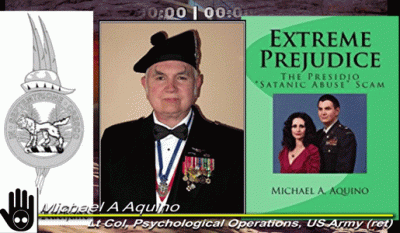 00:00 | 00:0
EXTREME
PREJUDICE
THE PRESIDIO
"SATANIC ABUSE" SCAM
MICHAEL A. AQUINO
Michael A Aquino
Lt Col, Psychological Operations, US Army (ret)